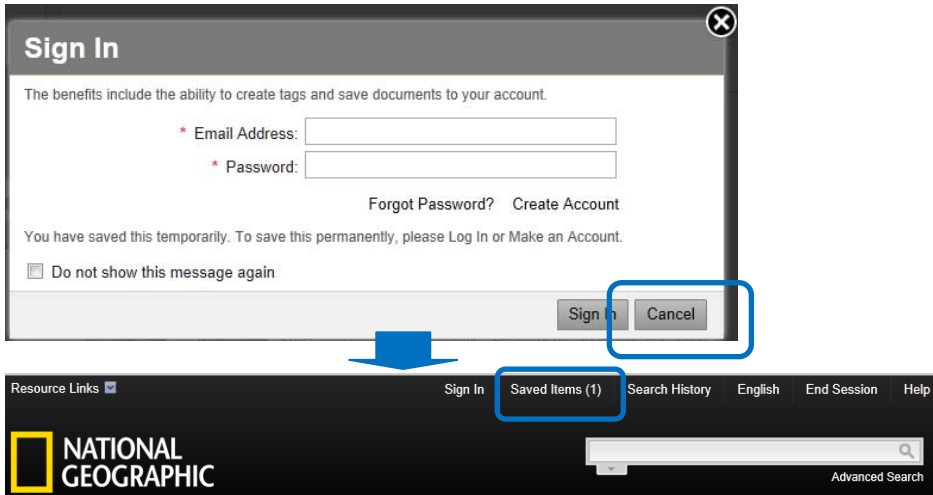 Sign In
The benefits include the ability to create tags and save documents to your account.
* Email Address:
* Password:
Forgot Password? Create Account
You have saved this temporarily. To save this permanently, please Log In or Make an Account.
Do not show this message again
Sign In Cancel
Resource Links Sign In Saved Items (1) Search History English End Session Help
NATIONAL
GEOGRAPHIC
Advanced Search